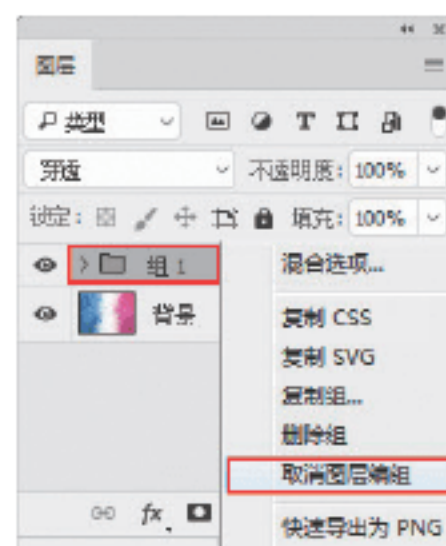 图层
类型
穿透 不透明度: 100%
锁定: 填充: 100%
组 1
背景
混合选项...
复制 CSS
复制 SVG
复制组...
删除组
取消图层编组
快速导出为 PNG
fx